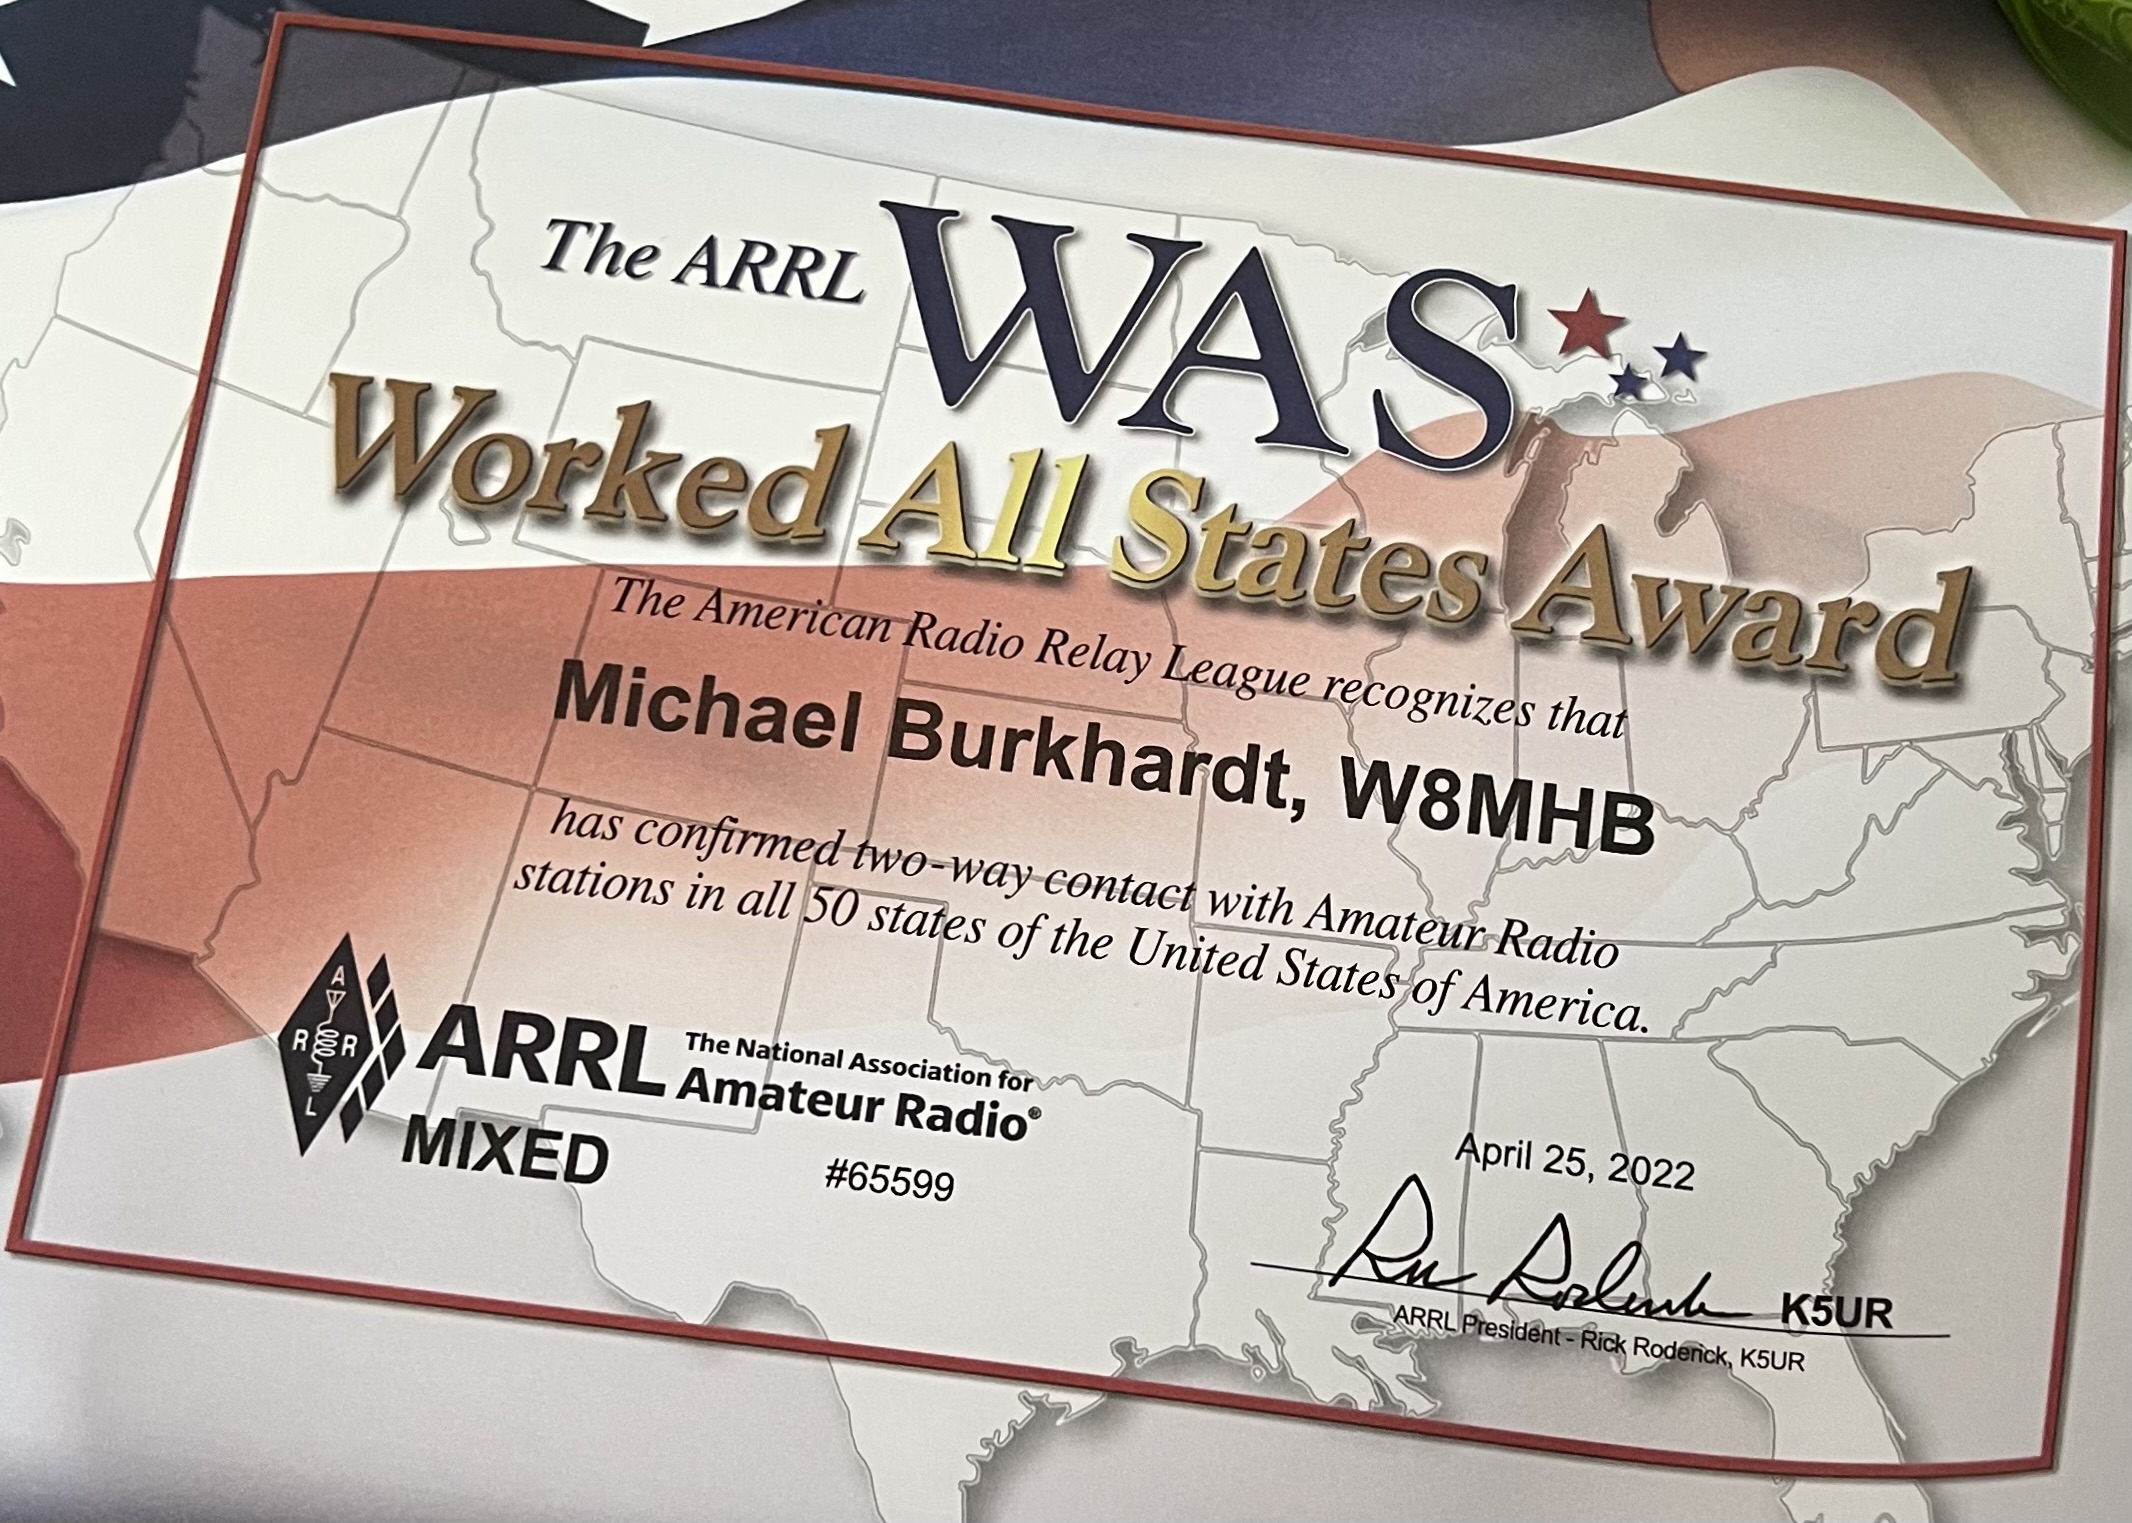 The ARRL WAS
Worked All States Award
The American Radio Relay League recognizes that
Michael Burkhardt, W8MHB
has confirmed two-way contact with Amateur Radio
stations in all 50 states of the United States of America.
A
R R
L
ARRL The National Association for
Amateur Radio®
MIXED
#65599
April 25, 2022
Rick Roderick K5UR
ARRL President - Rick Roderick, K5UR